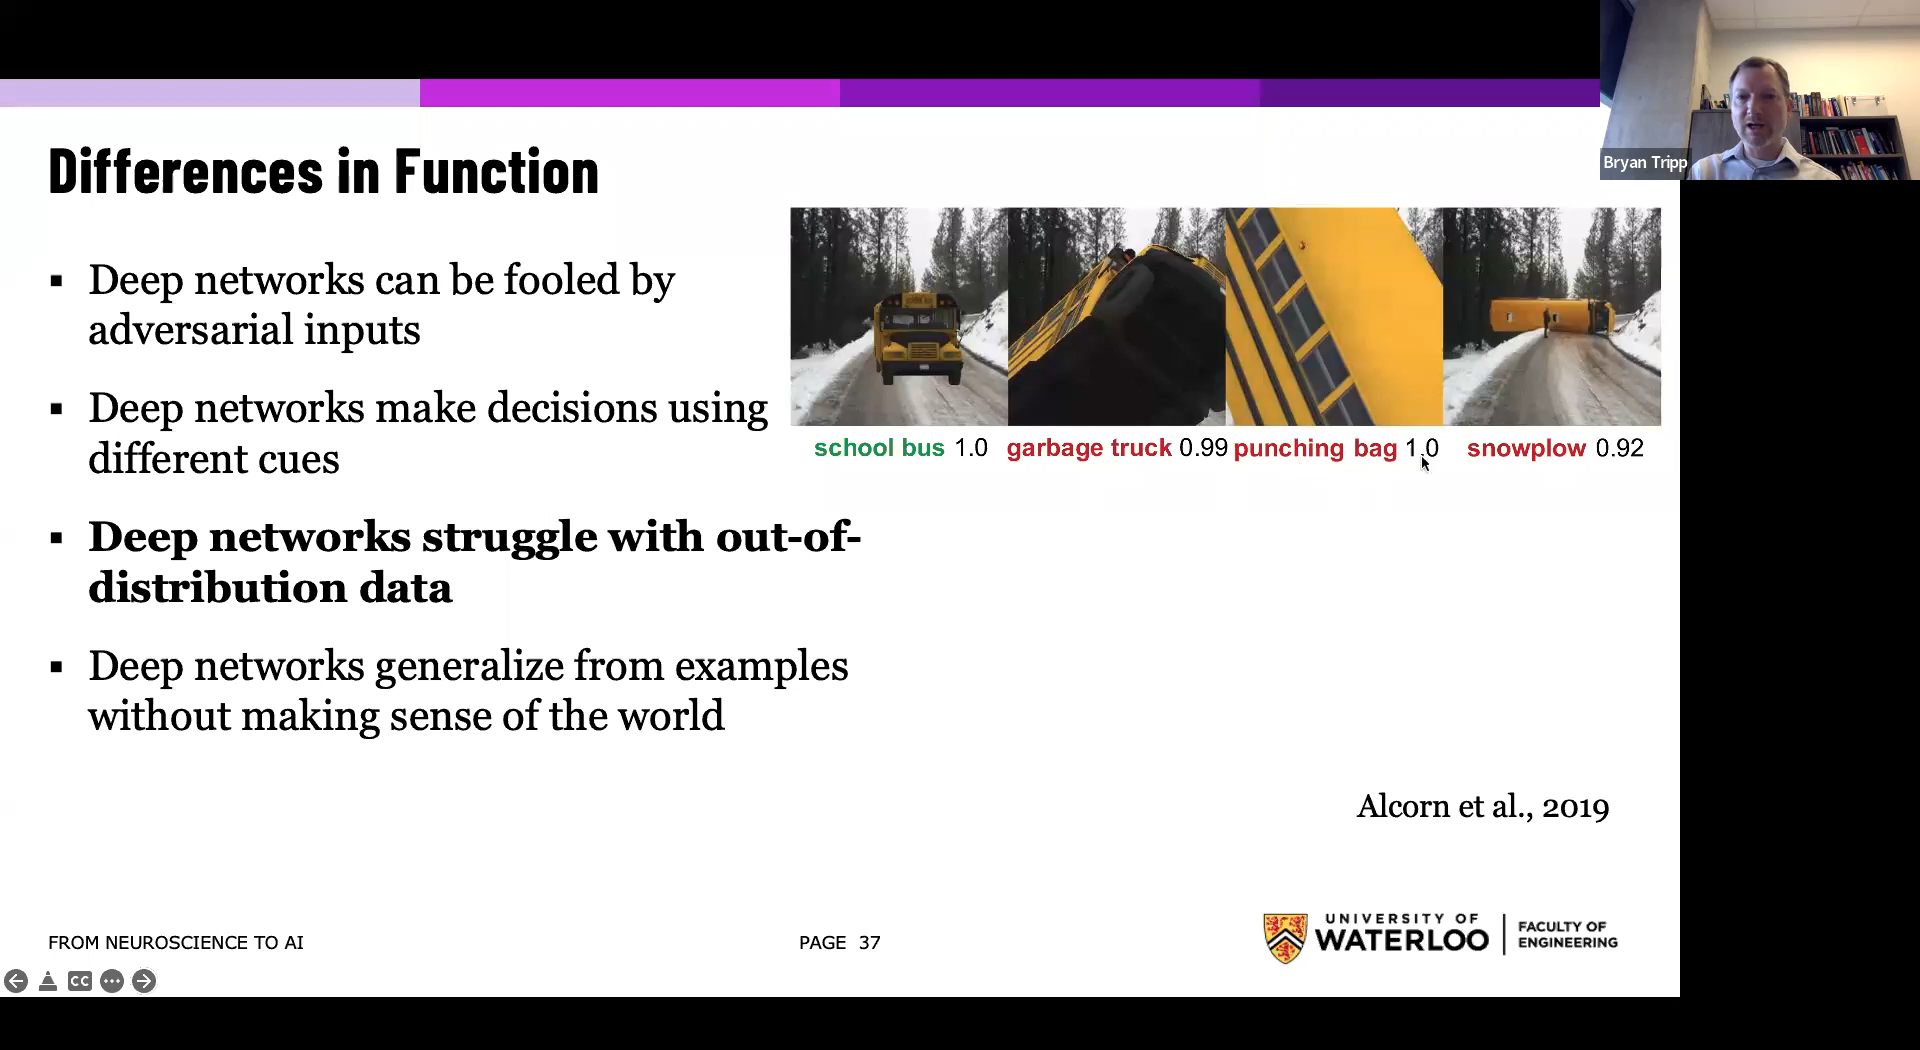 Bryan Tripp
Differences in Function
▪ Deep networks can be fooled by
adversarial inputs
▪ Deep networks make decisions using
different cues
▪ Deep networks struggle with out-of-
distribution data
▪ Deep networks generalize from examples
without making sense of the world
school bus 1.0 garbage truck 0.99 punching bag 1.0 snowplow 0.92
Alcorn et al., 2019
FROM NEUROSCIENCE TO AI
PAGE 37
UNIVERSITY OF
WATERLOO
FACULTY OF
ENGINEERING
CC